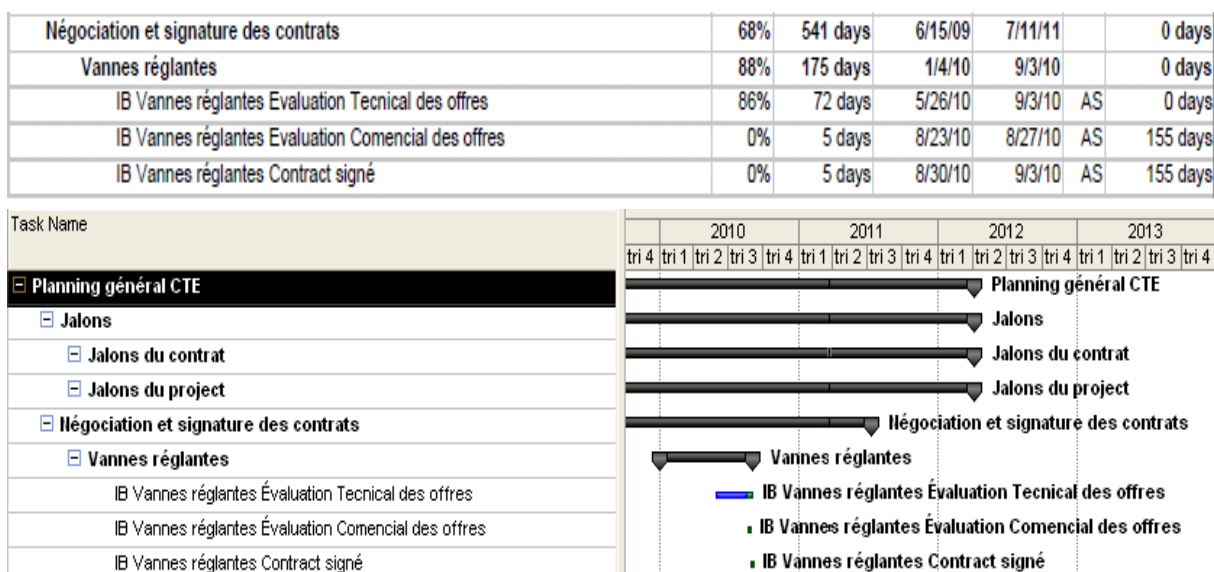 Négociation et signature des contrats 68% 541 days 6/15/09 7/11/11 0 days
Vannes réglantes 88% 175 days 1/4/10 9/3/10 0 days
IB Vannes réglantes Evaluation Tecnical des offres 86% 72 days 5/26/10 9/3/10 AS 0 days
IB Vannes réglantes Evaluation Comencial des offres 0% 5 days 8/23/10 8/27/10 AS 155 days
IB Vannes réglantes Contract signé 0% 5 days 8/30/10 9/3/10 AS 155 days
Task Name 2010 2011 2012 2013
tri 4 tri 1 tri 2 tri 3 tri 4 tri 1 tri 2 tri 3 tri 4 tri 1 tri 2 tri 3 tri 4 tri 1 tri 2 tri 3 tri 4
Planning général CTE Planning général CTE
Jalons Jalons
Jalons du contrat Jalons du contrat
Jalons du project Jalons du project
Négociation et signature des contrats Négociation et signature des contrats
Vannes réglantes Vannes réglantes
IB Vannes réglantes Évaluation Tecnical des offres IB Vannes réglantes Évaluation Tecnical des offres
IB Vannes réglantes Évaluation Comencial des offres IB Vannes réglantes Évaluation Comencial des offres
IB Vannes réglantes Contract signé IB Vannes réglantes Contract signé